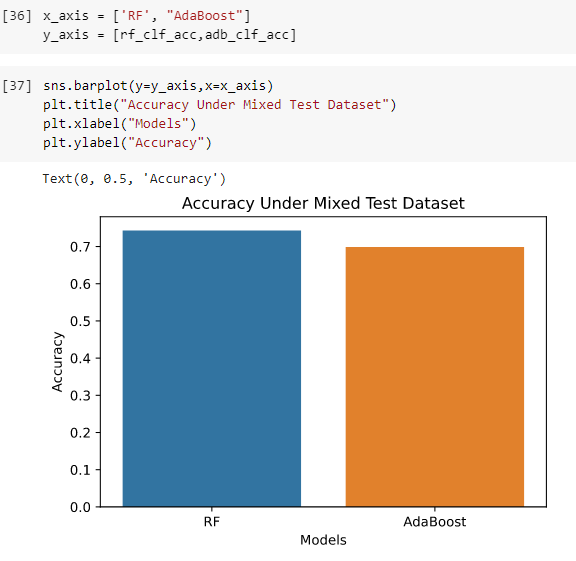 [36] x_axis = ['RF', "AdaBoost"]
y_axis = [rf_clf_acc,adb_clf_acc]
[37] sns.barplot(y=y_axis,x=x_axis)
plt.title("Accuracy Under Mixed Test Dataset")
plt.xlabel("Models")
plt.ylabel("Accuracy")
Text(0, 0.5, 'Accuracy')
Accuracy Under Mixed Test Dataset
0.7
0.6
0.5
0.4
0.3
0.2
0.1
0.0
Accuracy
RF AdaBoost
Models